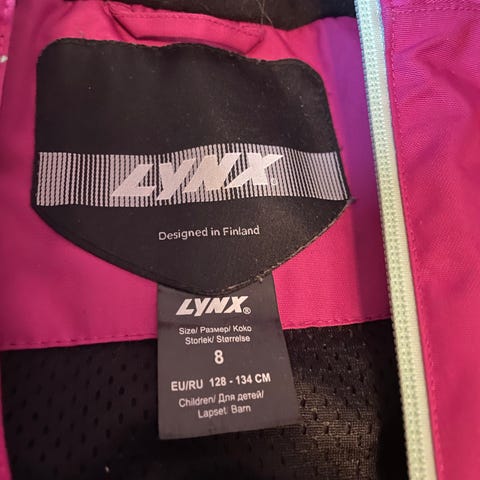 LYNX®
Designed in Finland
LYNX®
Size/ Размер/ Koko
Storlek/ Størrelse
8
EU/RU 128 - 134 CM
Children/ Для детей/
Lapset Barn